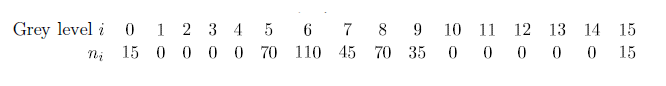 Grey level i 0 1 2 3 4 5 6 7 8 9 10 11 12 13 14 15
nᵢ 15 0 0 0 0 70 110 45 70 35 0 0 0 0 0 15